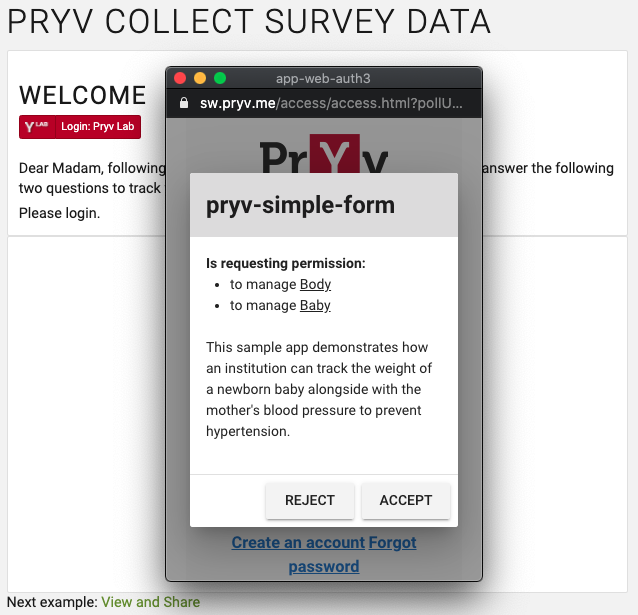 PRYV COLLECT SURVEY DATA
app-web-auth3
sw.pryv.me/access/access.html?pollU...
WELCOME
YLAB Login: Pryv Lab
PrYv
Dear Madam, following
answer the following
two questions to track
Please login.
pryv-simple-form
Is requesting permission:
• to manage Body
• to manage Baby
This sample app demonstrates how
an institution can track the weight of
a newborn baby alongside with the
mother's blood pressure to prevent
hypertension.
REJECT ACCEPT
Create an account Forgot
password
Next example: View and Share